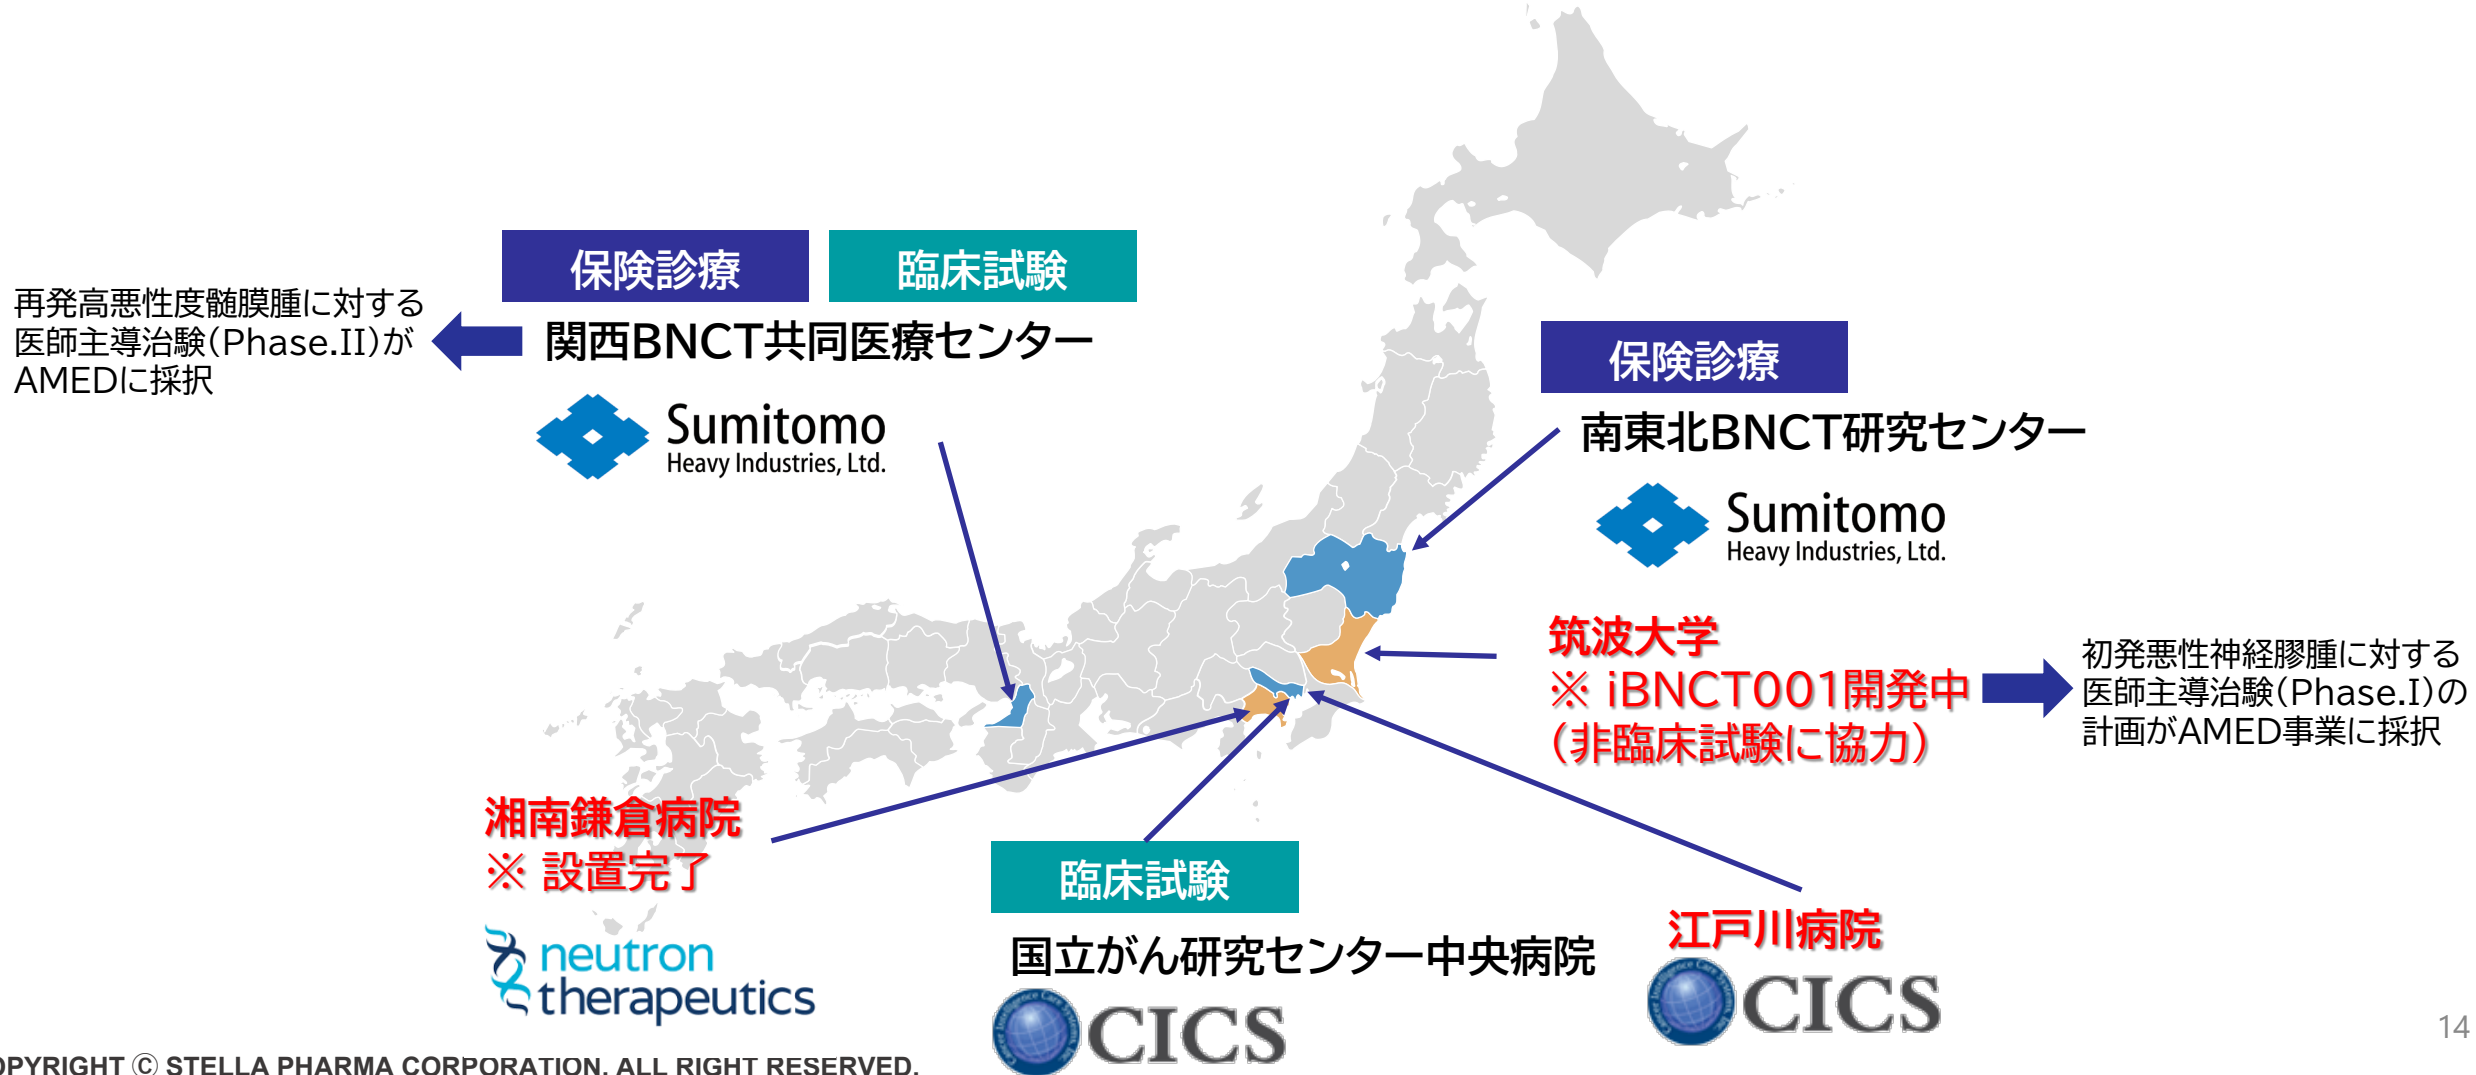 保険診療
臨床試験
再発高悪性度髄膜腫に対する
医師主導治験(Phase.II)が
AMEDに採択
関西BNCT共同医療センター
Sumitomo
Heavy Industries, Ltd.
保険診療
南東北BNCT研究センター
Sumitomo
Heavy Industries, Ltd.
筑波大学
※ iBNCT001開発中
(非臨床試験に協力)
初発悪性神経膠腫に対する
医師主導治験(Phase.I)の
計画がAMED事業に採択
湘南鎌倉病院
※ 設置完了
neutron
therapeutics
臨床試験
国立がん研究センター中央病院
CICS
江戸川病院
CICS
14
OPYRIGHT Ⓒ STELLA PHARMA CORPORATION. ALL RIGHT RESERVED.